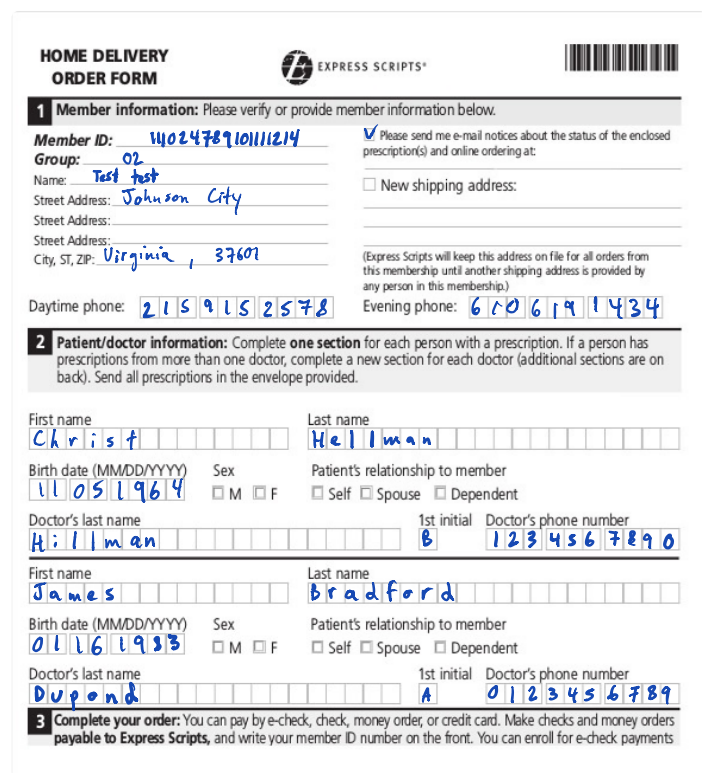 HOME DELIVERY
ORDER FORM
EXPRESS SCRIPTS®
1 Member information: Please verify or provide member information below.
Member ID: 11102478910111214
Group: 02
Name: Test test
Street Address: Johnson City
Street Address:
Street Address:
City, ST, ZIP: Virginia, 37601
Please send me e-mail notices about the status of the enclosed
prescription(s) and online ordering at:
New shipping address:
(Express Scripts will keep this address on file for all orders from
this membership until another shipping address is provided by
any person in this membership.)
Daytime phone: 2159152578 Evening phone: 6106191434
2 Patient/doctor information: Complete one section for each person with a prescription. If a person has
prescriptions from more than one doctor, complete a new section for each doctor (additional sections are on
back). Send all prescriptions in the envelope provided.
First name Last name
Christ Hellman
Birth date (MM/DD/YYYY) Sex Patient's relationship to member
11051964 M F Self Spouse Dependent
Doctor's last name 1st initial Doctor's phone number
Hillman B 1234567890
First name Last name
James Bradford
Birth date (MM/DD/YYYY) Sex Patient's relationship to member
01161983 M F Self Spouse Dependent
Doctor's last name 1st initial Doctor's phone number
Dupond A 0123456789
3 Complete your order: You can pay by e-check, check, money order, or credit card. Make checks and money orders
payable to Express Scripts, and write your member ID number on the front. You can enroll for e-check payments